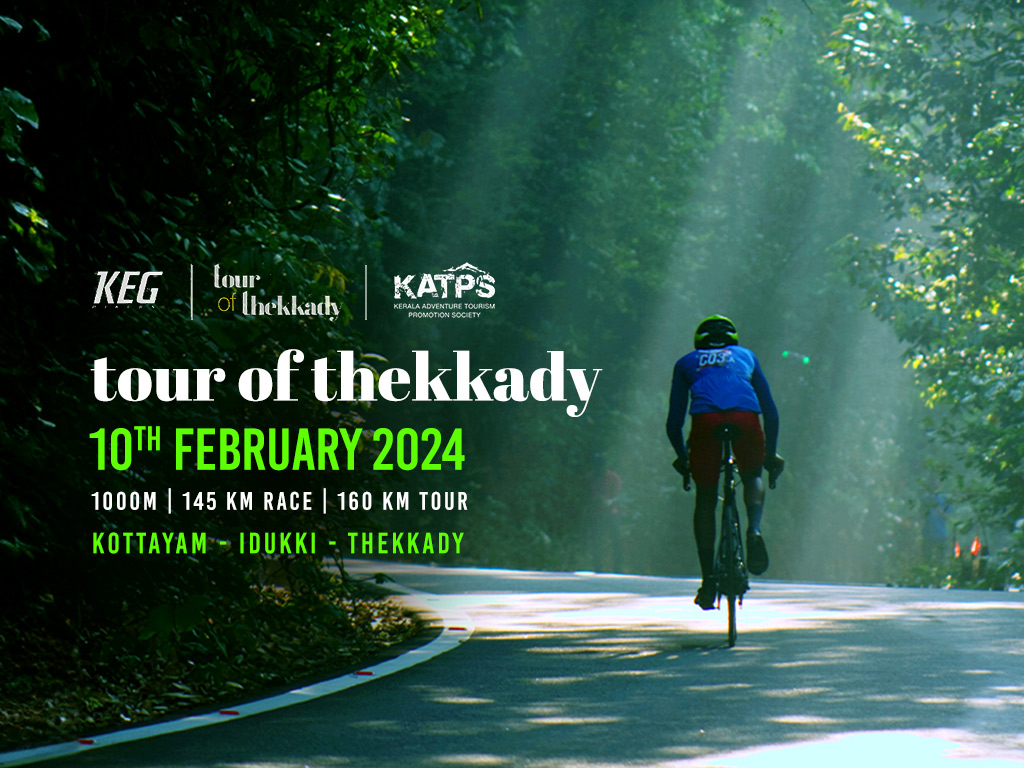 KEG
tour
of thekkady
KATPS
KERALA ADVENTURE TOURISM
PROMOTION SOCIETY
tour of thekkady
10TH FEBRUARY 2024
1000M | 145 KM RACE | 160 KM TOUR
KOTTAYAM - IDUKKI - THEKKADY